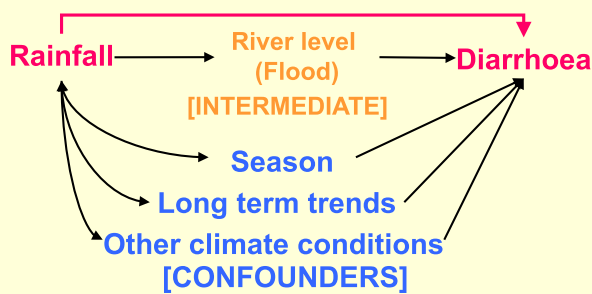 Rainfall
River level
(Flood)
[INTERMEDIATE]
Diarrhoea
Season
Long term trends
Other climate conditions
[CONFOUNDERS]